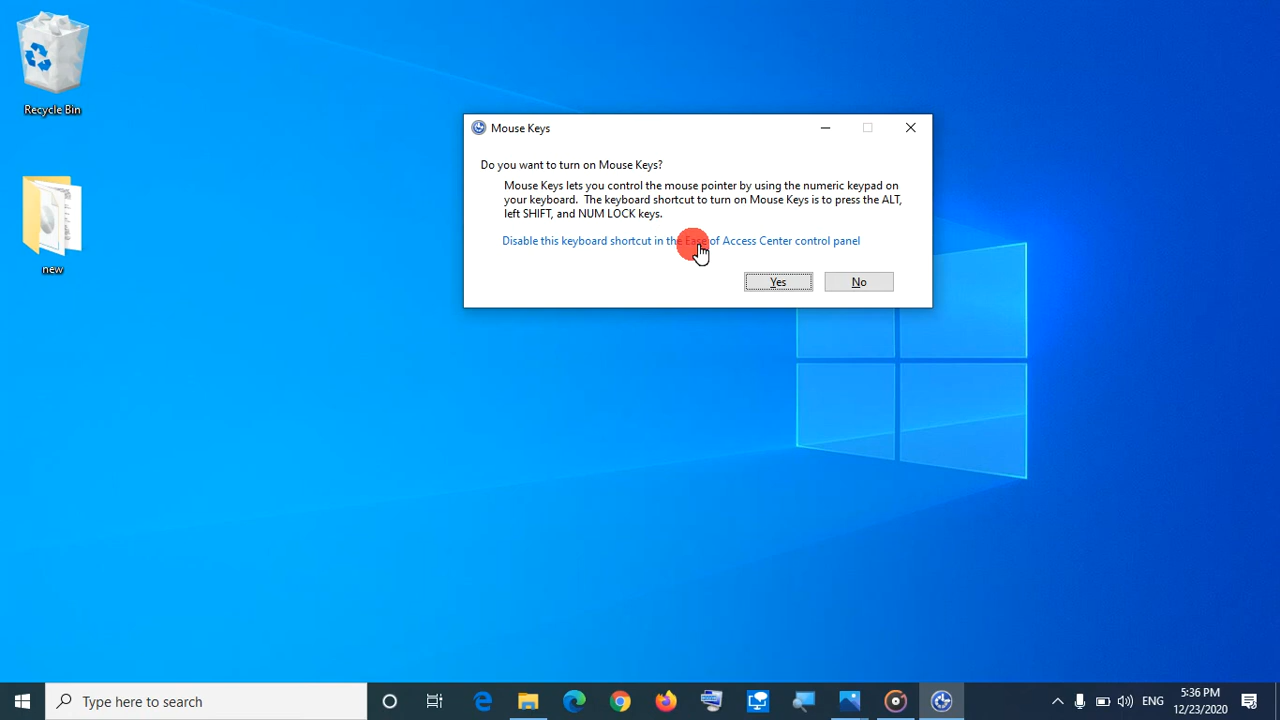 Recycle Bin
new
Mouse Keys
Do you want to turn on Mouse Keys?
Mouse Keys lets you control the mouse pointer by using the numeric keypad on
your keyboard. The keyboard shortcut to turn on Mouse Keys is to press the ALT,
left SHIFT, and NUM LOCK keys.
Disable this keyboard shortcut in the Ease of Access Center control panel
Yes
No
Type here to search
ENG
5:36 PM
12/23/2020